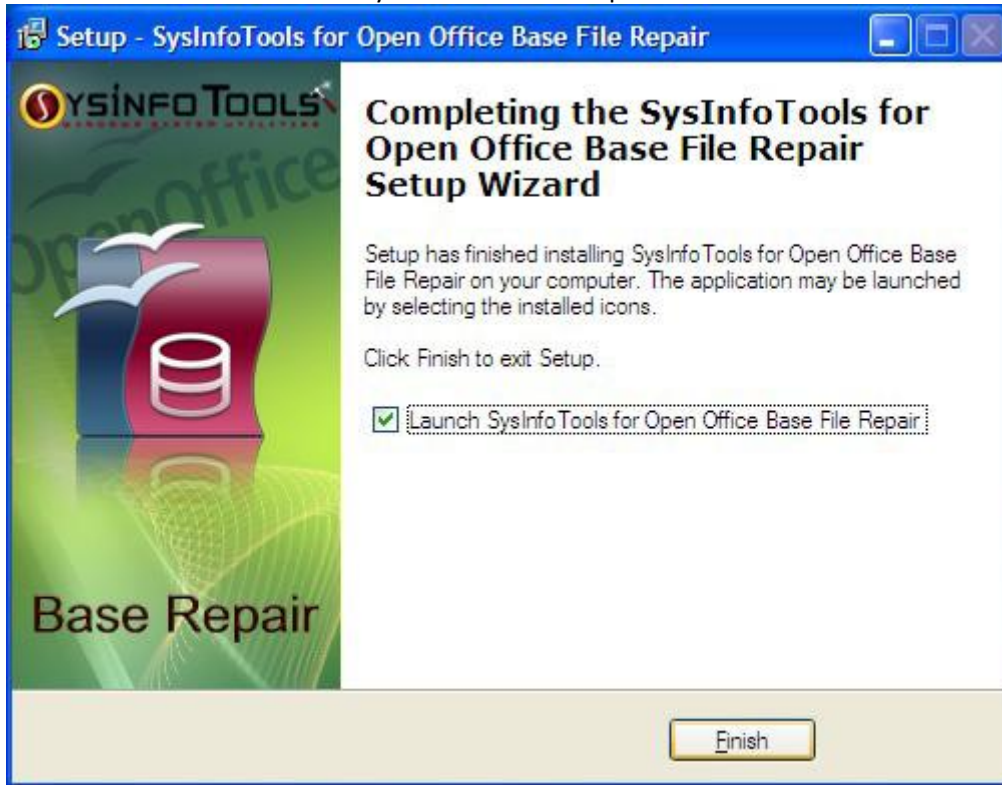 Setup - SysInfoTools for Open Office Base File Repair
SYSINFO TOOLS
OpenOffice
Completing the SysInfoTools for
Open Office Base File Repair
Setup Wizard
Setup has finished installing SysInfoTools for Open Office Base
File Repair on your computer. The application may be launched
by selecting the installed icons.
Click Finish to exit Setup.
Launch SysInfoTools for Open Office Base File Repair
Base Repair
Finish